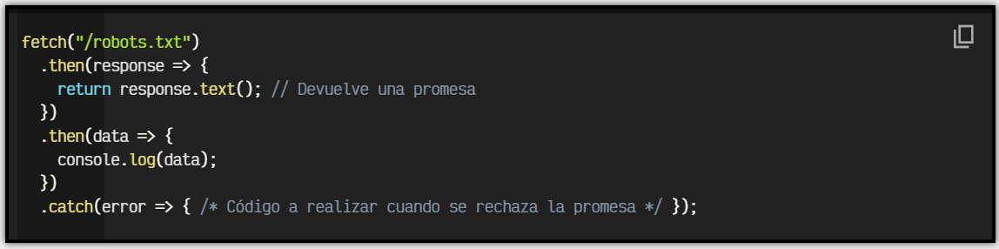 fetch("/robots.txt")
  .then(response => {
    return response.text(); // Devuelve una promesa
  })
  .then(data => {
    console.log(data);
  })
  .catch(error => { /* Código a realizar cuando se rechaza la promesa */ });